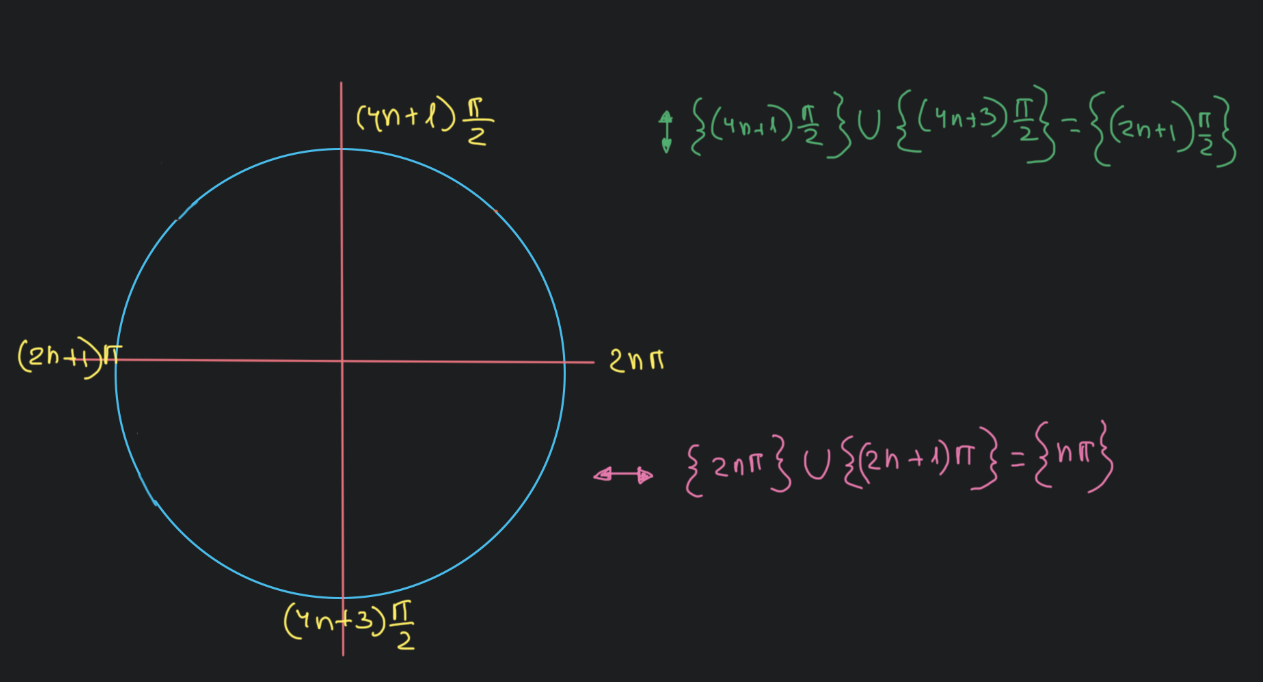 (4n+1) π/2
↕ {(4n+1) π/2} ∪ {(4n+3) π/2} = {(2n+1) π/2}
(2n+1)π
2nπ
↔ {2nπ} ∪ {(2n+1)π} = {nπ}
(4n+3) π/2